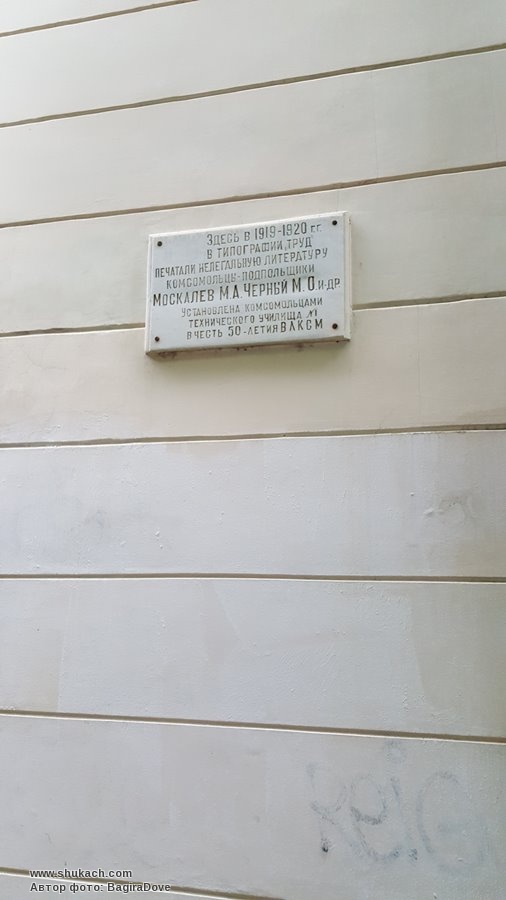 ЗДЕСЬ В 1919-1920 г.г.
В ТИПОГРАФИИ „ТРУД"
ПЕЧАТАЛИ НЕЛЕГАЛЬНУЮ ЛИТЕРАТУРУ
КОМСОМОЛЬЦЫ-ПОДПОЛЬЩИКИ
МОСКАЛЕВ М.А. ЧЕРНЫЙ М.О. И ДР.
УСТАНОВЛЕНА КОМСОМОЛЬЦАМИ
ТЕХНИЧЕСКОГО УЧИЛИЩА №1
В ЧЕСТЬ 50-ЛЕТИЯ ВЛКСМ
www.shukach.com
Автор фото: BagiraDove